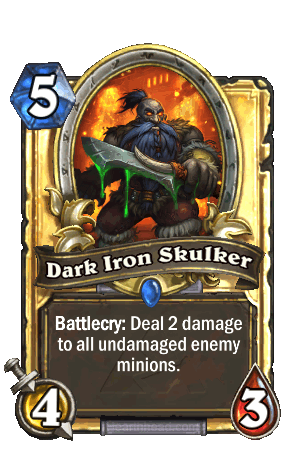 5
Dark Iron Skulker
Battlecry: Deal 2 damage
to all undamaged enemy
minions.
4
3